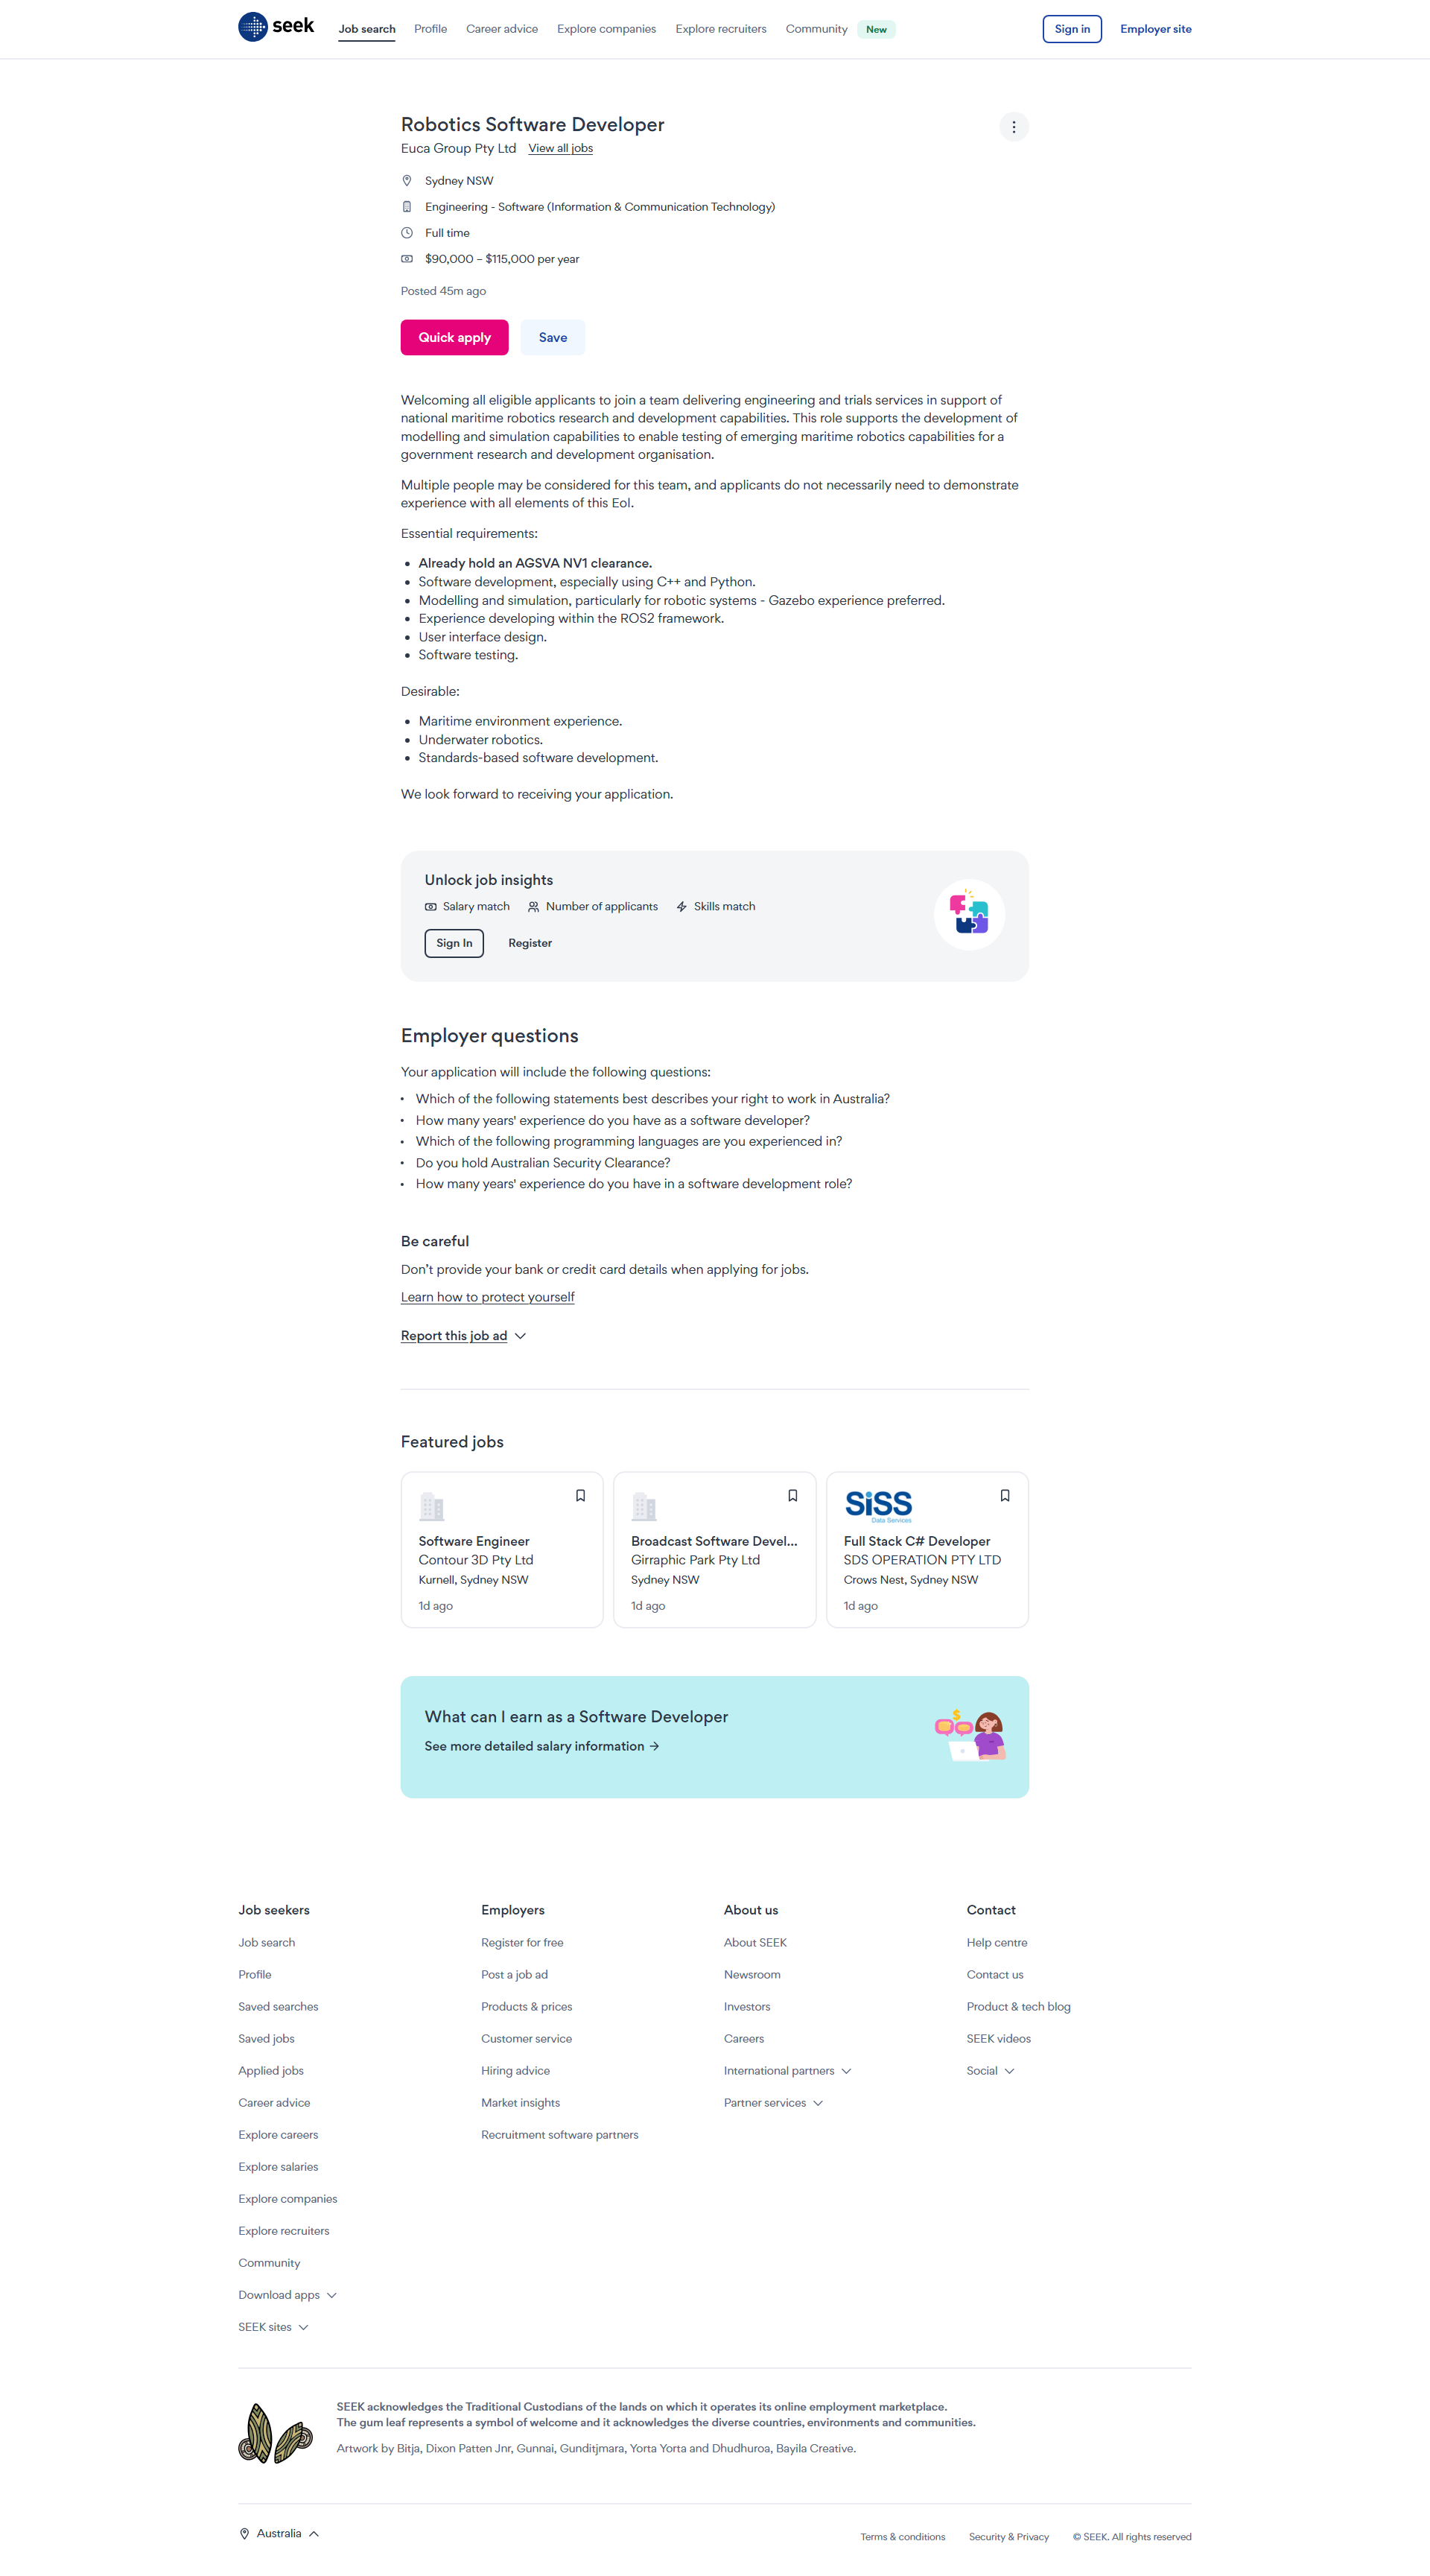 seek
Job search
Profile
Career advice
Explore companies
Explore recruiters
Community
New
Sign in
Employer site
Robotics Software Developer
Euca Group Pty Ltd View all jobs
Sydney NSW
Engineering - Software (Information & Communication Technology)
Full time
$90,000 – $115,000 per year
Posted 45m ago
Quick apply
Save
Welcoming all eligible applicants to join a team delivering engineering and trials services in support of
national maritime robotics research and development capabilities. This role supports the development of
modelling and simulation capabilities to enable testing of emerging maritime robotics capabilities for a
government research and development organisation.
Multiple people may be considered for this team, and applicants do not necessarily need to demonstrate
experience with all elements of this EoI.
Essential requirements:
• Already hold an AGSVA NV1 clearance.
• Software development, especially using C++ and Python.
• Modelling and simulation, particularly for robotic systems - Gazebo experience preferred.
• Experience developing within the ROS2 framework.
• User interface design.
• Software testing.
Desirable:
• Maritime environment experience.
• Underwater robotics.
• Standards-based software development.
We look forward to receiving your application.
Unlock job insights
Salary match
Number of applicants
Skills match
Sign In
Register
Employer questions
Your application will include the following questions:
• Which of the following statements best describes your right to work in Australia?
• How many years' experience do you have as a software developer?
• Which of the following programming languages are you experienced in?
• Do you hold Australian Security Clearance?
• How many years' experience do you have in a software development role?
Be careful
Don't provide your bank or credit card details when applying for jobs.
Learn how to protect yourself
Report this job ad
Featured jobs
Software Engineer
Contour 3D Pty Ltd
Kurnell, Sydney NSW
1d ago
Broadcast Software Devel...
Girraphic Park Pty Ltd
Sydney NSW
1d ago
SiSS
Data Services
Full Stack C# Developer
SDS OPERATION PTY LTD
Crows Nest, Sydney NSW
1d ago
What can I earn as a Software Developer
See more detailed salary information →
$
Job seekers
Job search
Profile
Saved searches
Saved jobs
Applied jobs
Career advice
Explore careers
Explore salaries
Explore companies
Explore recruiters
Community
Download apps
SEEK sites
Employers
Register for free
Post a job ad
Products & prices
Customer service
Hiring advice
Market insights
Recruitment software partners
About us
About SEEK
Newsroom
Investors
Careers
International partners
Partner services
Contact
Help centre
Contact us
Product & tech blog
SEEK videos
Social
SEEK acknowledges the Traditional Custodians of the lands on which it operates its online employment marketplace.
The gum leaf represents a symbol of welcome and it acknowledges the diverse countries, environments and communities.
Artwork by Bitja, Dixon Patten Jnr, Gunnai, Gunditjmara, Yorta Yorta and Dhudhuroa, Bayila Creative.
Australia
Terms & conditions
Security & Privacy
© SEEK. All rights reserved